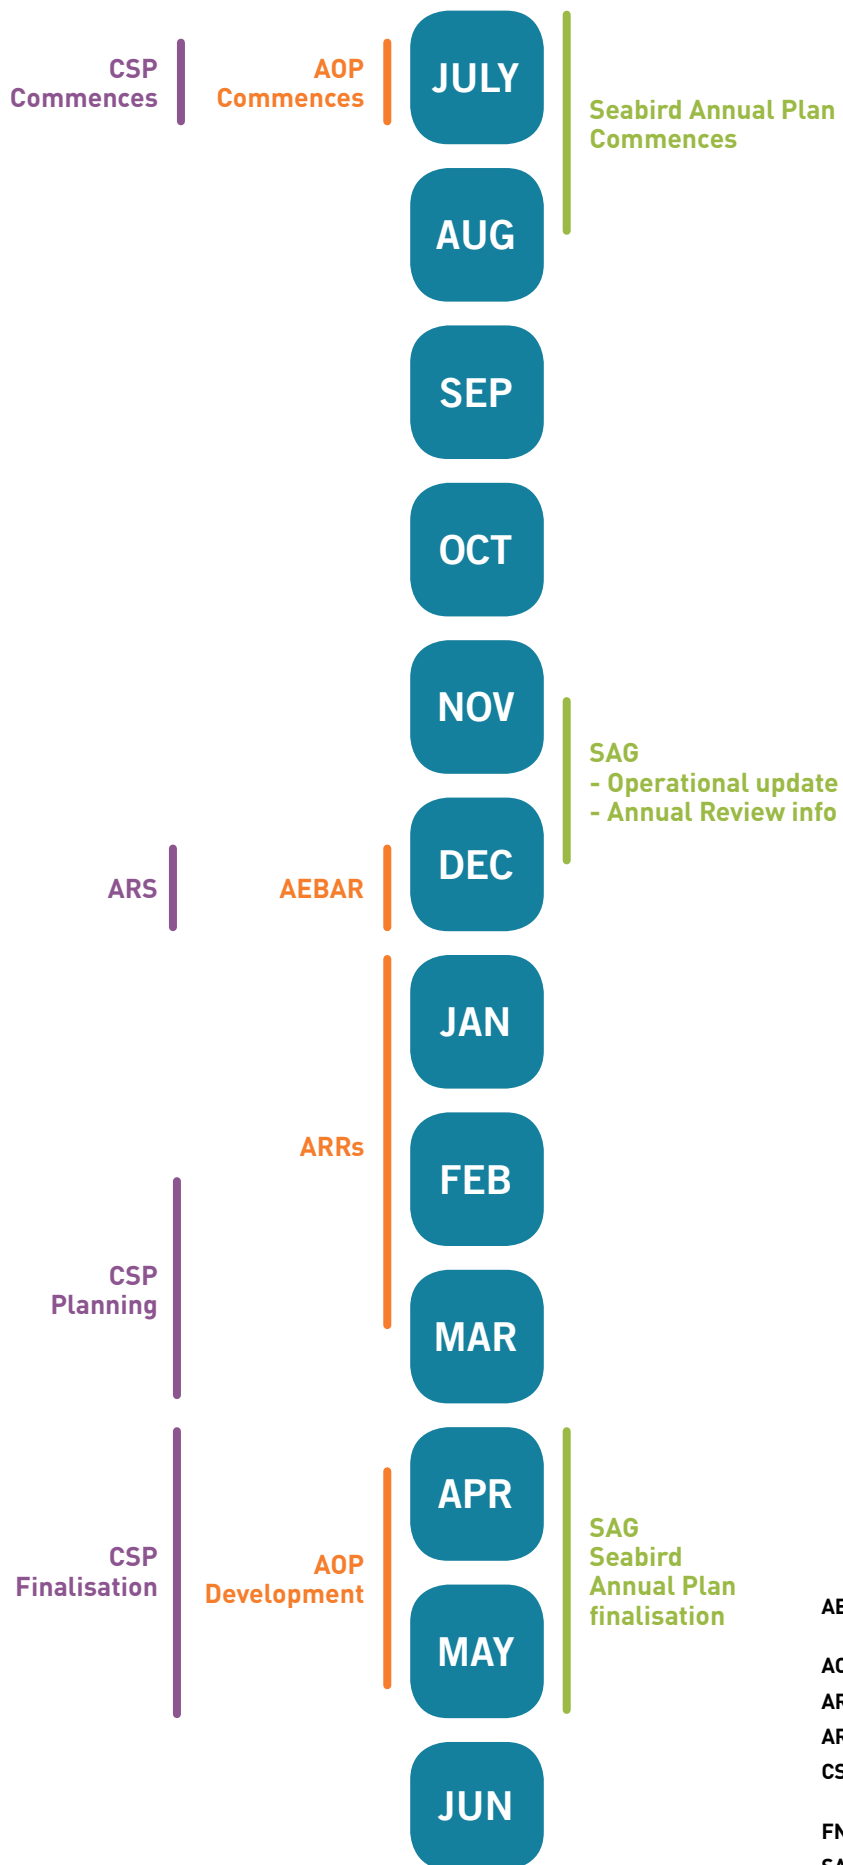 CSP
Commences
AOP
Commences
JULY
Seabird Annual Plan
Commences
AUG
SEP
OCT
NOV
SAG
- Operational update
- Annual Review info
DEC
ARS
AEBAR
JAN
ARRs
FEB
CSP
Planning
MAR
APR
CSP
Finalisation
AOP
Development
SAG
Seabird
Annual Plan
finalisation
MAY
JUN